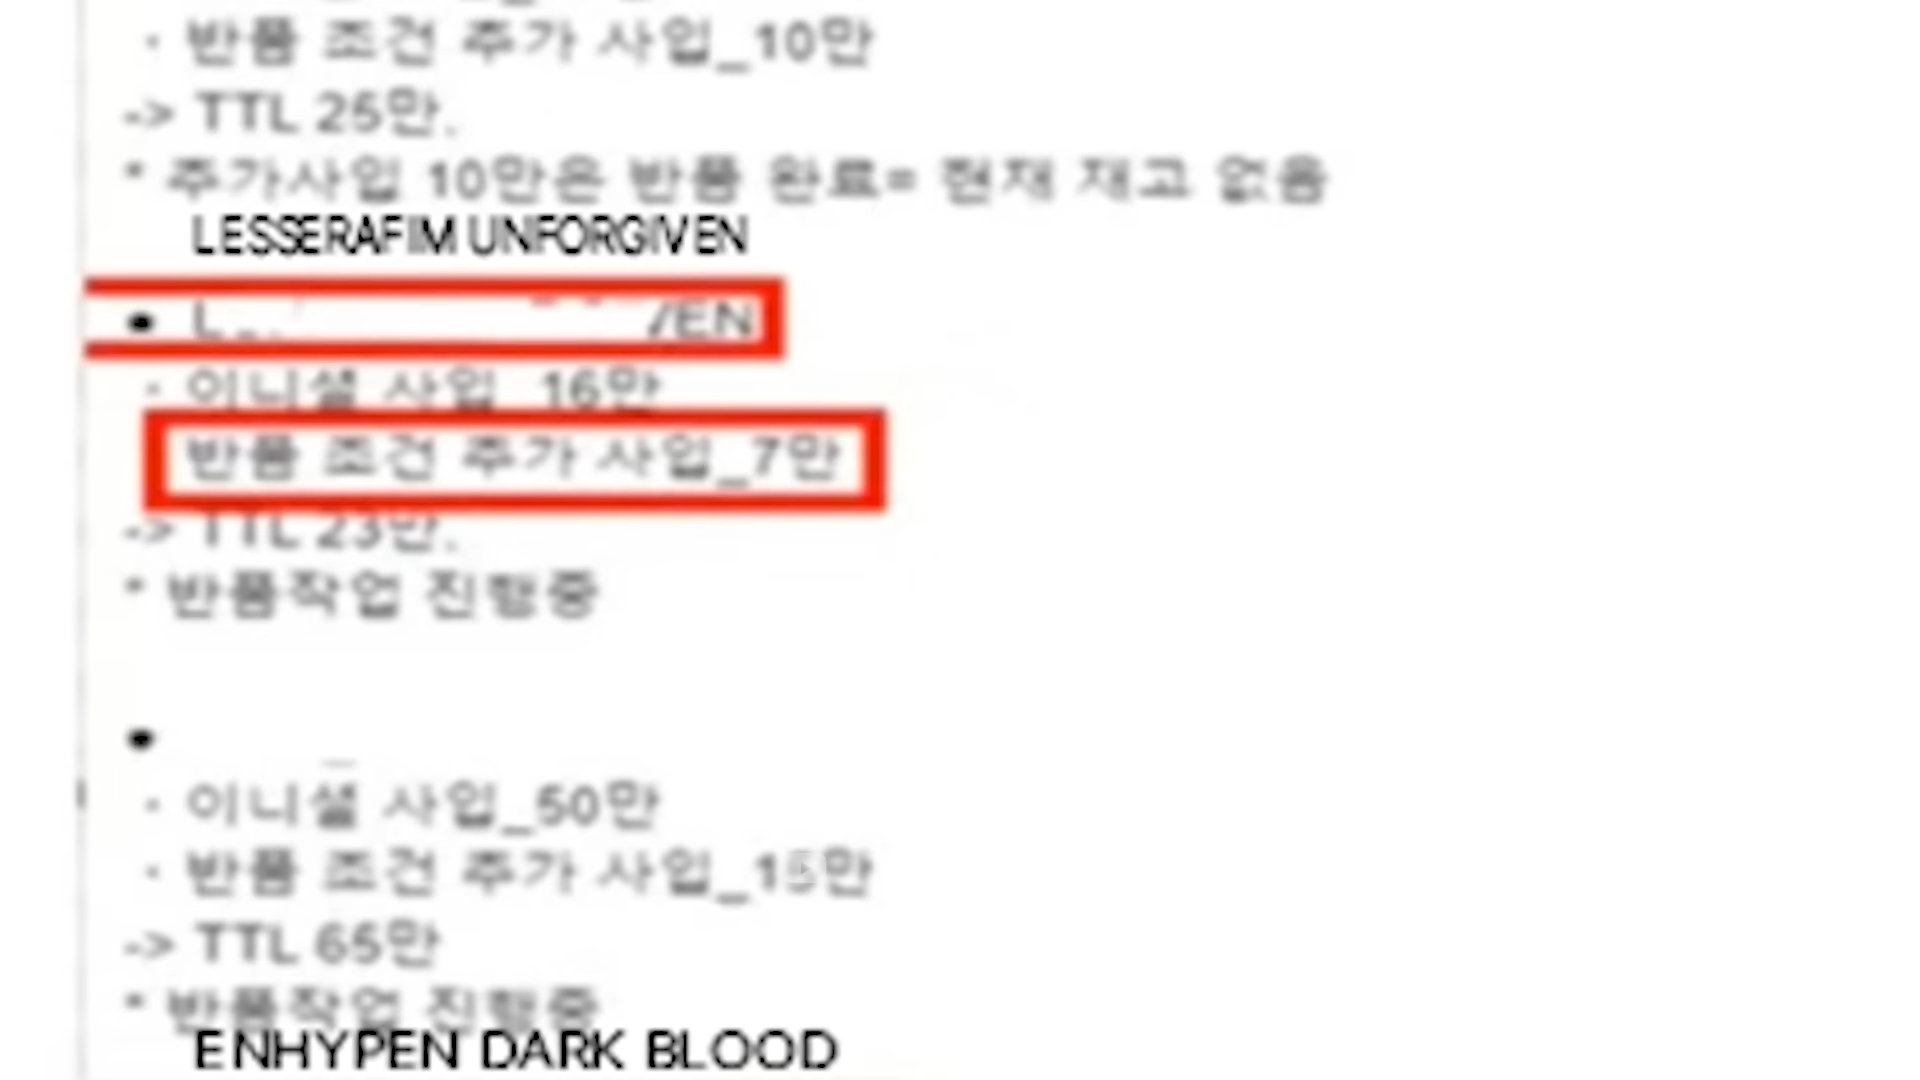 · 반품 조건 추가 사입_10만
-> TTL 25만.
* 추가사입 10만은 반품 완료= 현재 재고 없음
LESSERAFIM UNFORGIVEN
• L VEN
· 이니셜 사입_16만
반품 조건 추가 사입_7만
-> TTL 23만.
* 반품작업 진행중
•
· 이니셜 사입_50만
· 반품 조건 추가 사입_15만
-> TTL 65만
* 반품작업 진행중
ENHYPEN DARK BLOOD